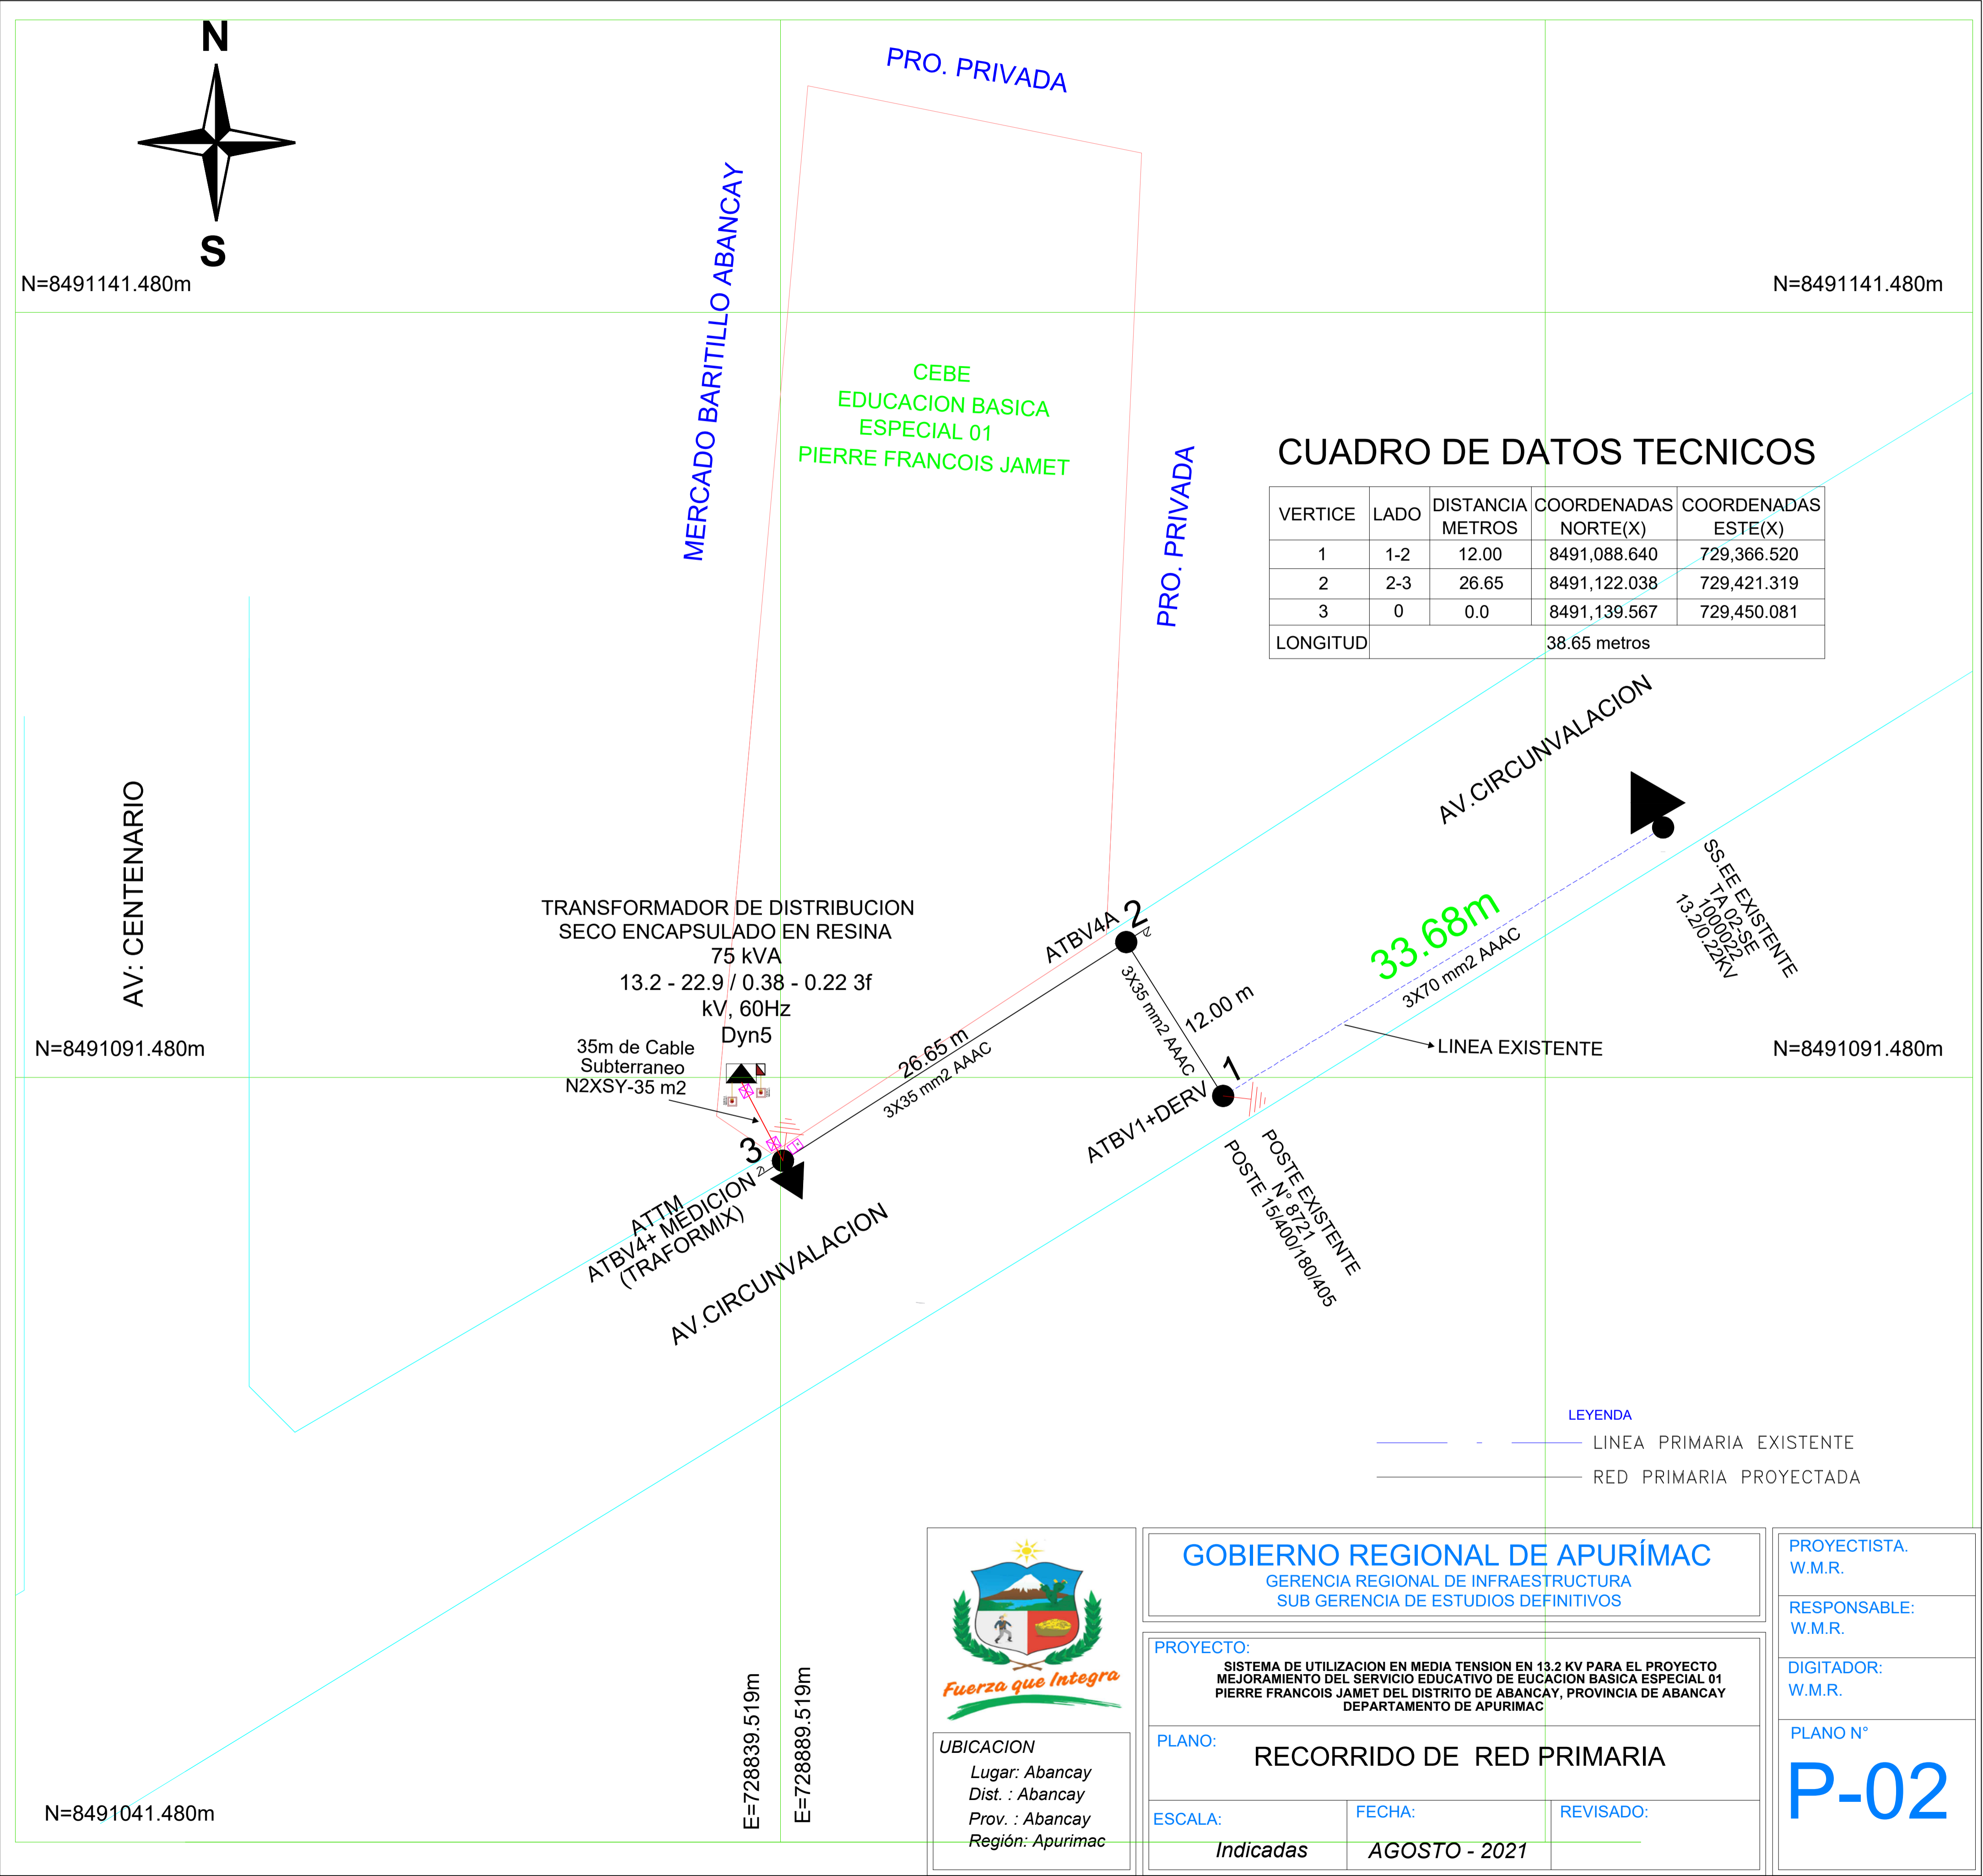 N
S
PRO. PRIVADA
MERCADO BARITILLO ABANCAY
N=8491141.480m
N=8491141.480m
CEBE
EDUCACION BASICA
ESPECIAL 01
PIERRE FRANCOIS JAMET
PRO. PRIVADA
CUADRO DE DATOS TECNICOS
VERTICE LADO DISTANCIA METROS COORDENADAS NORTE(X) COORDENADAS ESTE(X)
1 1-2 12.00 8491,088.640 729,366.520
2 2-3 26.65 8491,122.038 729,421.319
3 0 0.0 8491,139.567 729,450.081
LONGITUD 38.65 metros
AV.CIRCUNVALACION
AV: CENTENARIO
SS.EE EXISTENTE
TA 02-SE
1000022
13.2/0.22KV
TRANSFORMADOR DE DISTRIBUCION
SECO ENCAPSULADO EN RESINA
75 kVA
13.2 - 22.9 / 0.38 - 0.22 3f
kV, 60Hz
Dyn5
ATBV4A
2
33.68m
3X70 mm2 AAAC
3X35 mm2 AAAC
12.00 m
26.65 m
3X35 mm2 AAAC
35m de Cable
Subterraneo
N2XSY-35 m2
N=8491091.480m
LINEA EXISTENTE
N=8491091.480m
1
ATBV1+DERV
POSTE EXISTENTE
N° 8721
POSTE 15/400/180/405
3
ATTM
ATBV4+ MEDICION
(TRAFORMIX)
AV.CIRCUNVALACION
LEYENDA
LINEA PRIMARIA EXISTENTE
RED PRIMARIA PROYECTADA
N=8491041.480m
E=728839.519m
E=728889.519m
Fuerza que Integra
UBICACION
Lugar: Abancay
Dist. : Abancay
Prov. : Abancay
Región: Apurimac
GOBIERNO REGIONAL DE APURÍMAC
GERENCIA REGIONAL DE INFRAESTRUCTURA
SUB GERENCIA DE ESTUDIOS DEFINITIVOS
PROYECTO:
SISTEMA DE UTILIZACION EN MEDIA TENSION EN 13.2 KV PARA EL PROYECTO
MEJORAMIENTO DEL SERVICIO EDUCATIVO DE EUCACION BASICA ESPECIAL 01
PIERRE FRANCOIS JAMET DEL DISTRITO DE ABANCAY, PROVINCIA DE ABANCAY
DEPARTAMENTO DE APURIMAC
PLANO:
RECORRIDO DE RED PRIMARIA
ESCALA:
Indicadas
FECHA:
AGOSTO - 2021
REVISADO:
PROYECTISTA.
W.M.R.
RESPONSABLE:
W.M.R.
DIGITADOR:
W.M.R.
PLANO N°
P-02